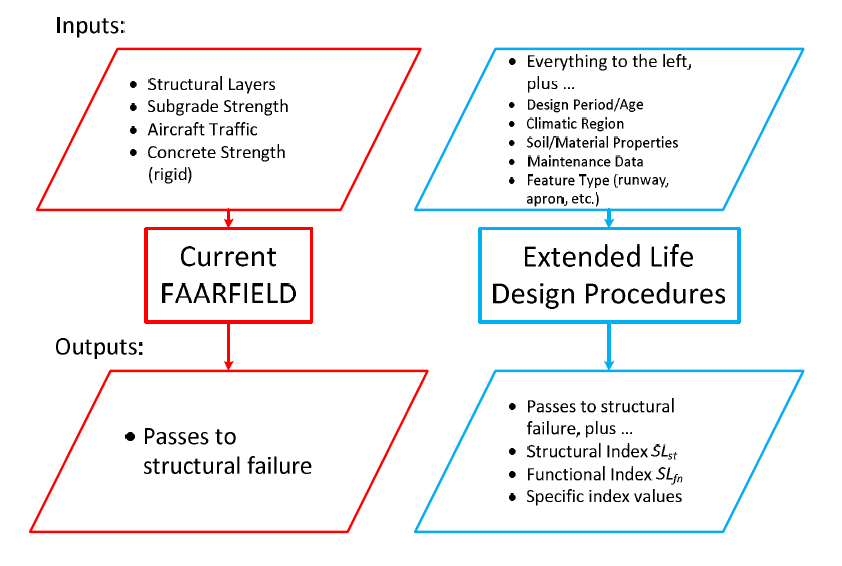 Inputs:
• Structural Layers
• Subgrade Strength
• Aircraft Traffic
• Concrete Strength
(rigid)
• Everything to the left,
plus ...
• Design Period/Age
• Climatic Region
• Soil/Material Properties
• Maintenance Data
• Feature Type (runway,
apron, etc.)
Current
FAARFIELD
Extended Life
Design Procedures
Outputs:
• Passes to
structural failure
• Passes to structural
failure, plus ...
• Structural Index SLst
• Functional Index SLfn
• Specific index values